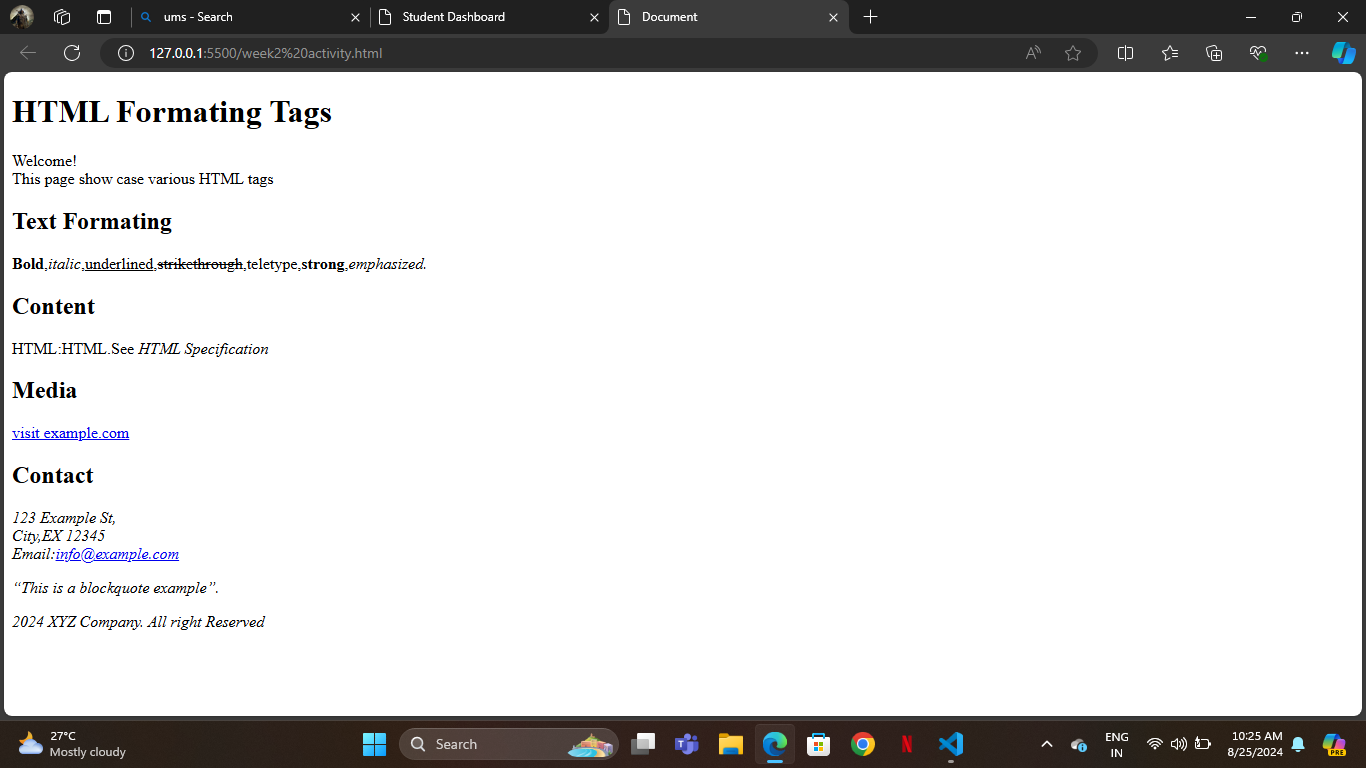 ums - Search
Student Dashboard
Document
127.0.0.1:5500/week2%20activity.html
HTML Formating Tags
Welcome!
This page show case various HTML tags
Text Formating
Bold,italic,underlined,strikethrough,teletype,strong,emphasized.
Content
HTML:HTML.See HTML Specification
Media
visit example.com
Contact
123 Example St,
City,EX 12345
Email:info@example.com
“This is a blockquote example”.
2024 XYZ Company. All right Reserved
27°C
Mostly cloudy
Search
ENG
IN
10:25 AM
8/25/2024
PRE